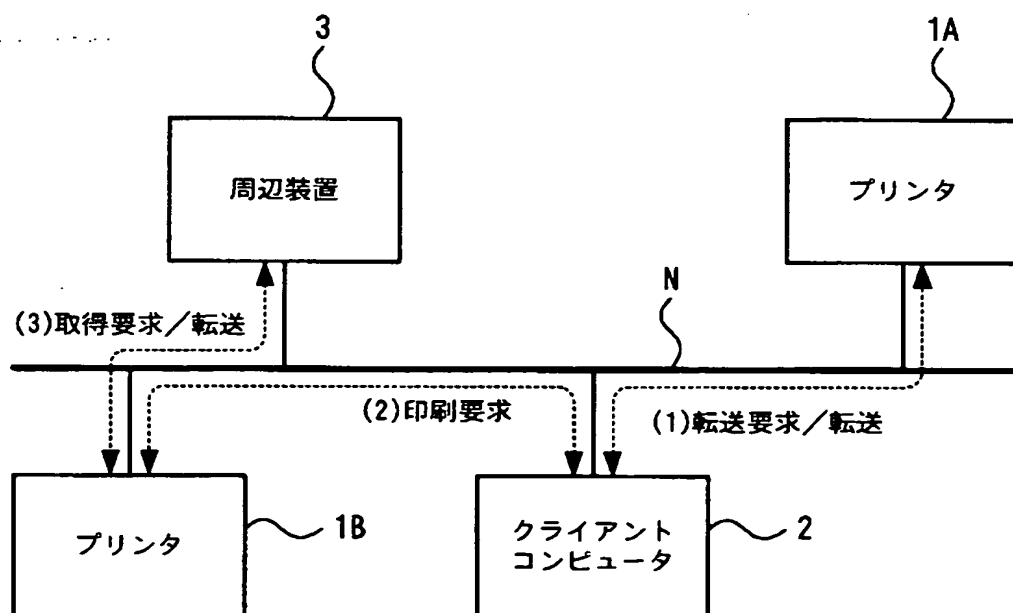 3
1A
周辺装置
プリンタ
N
(3)取得要求／転送
(2)印刷要求
(1)転送要求／転送
プリンタ
1B
クライアント
コンピュータ
2